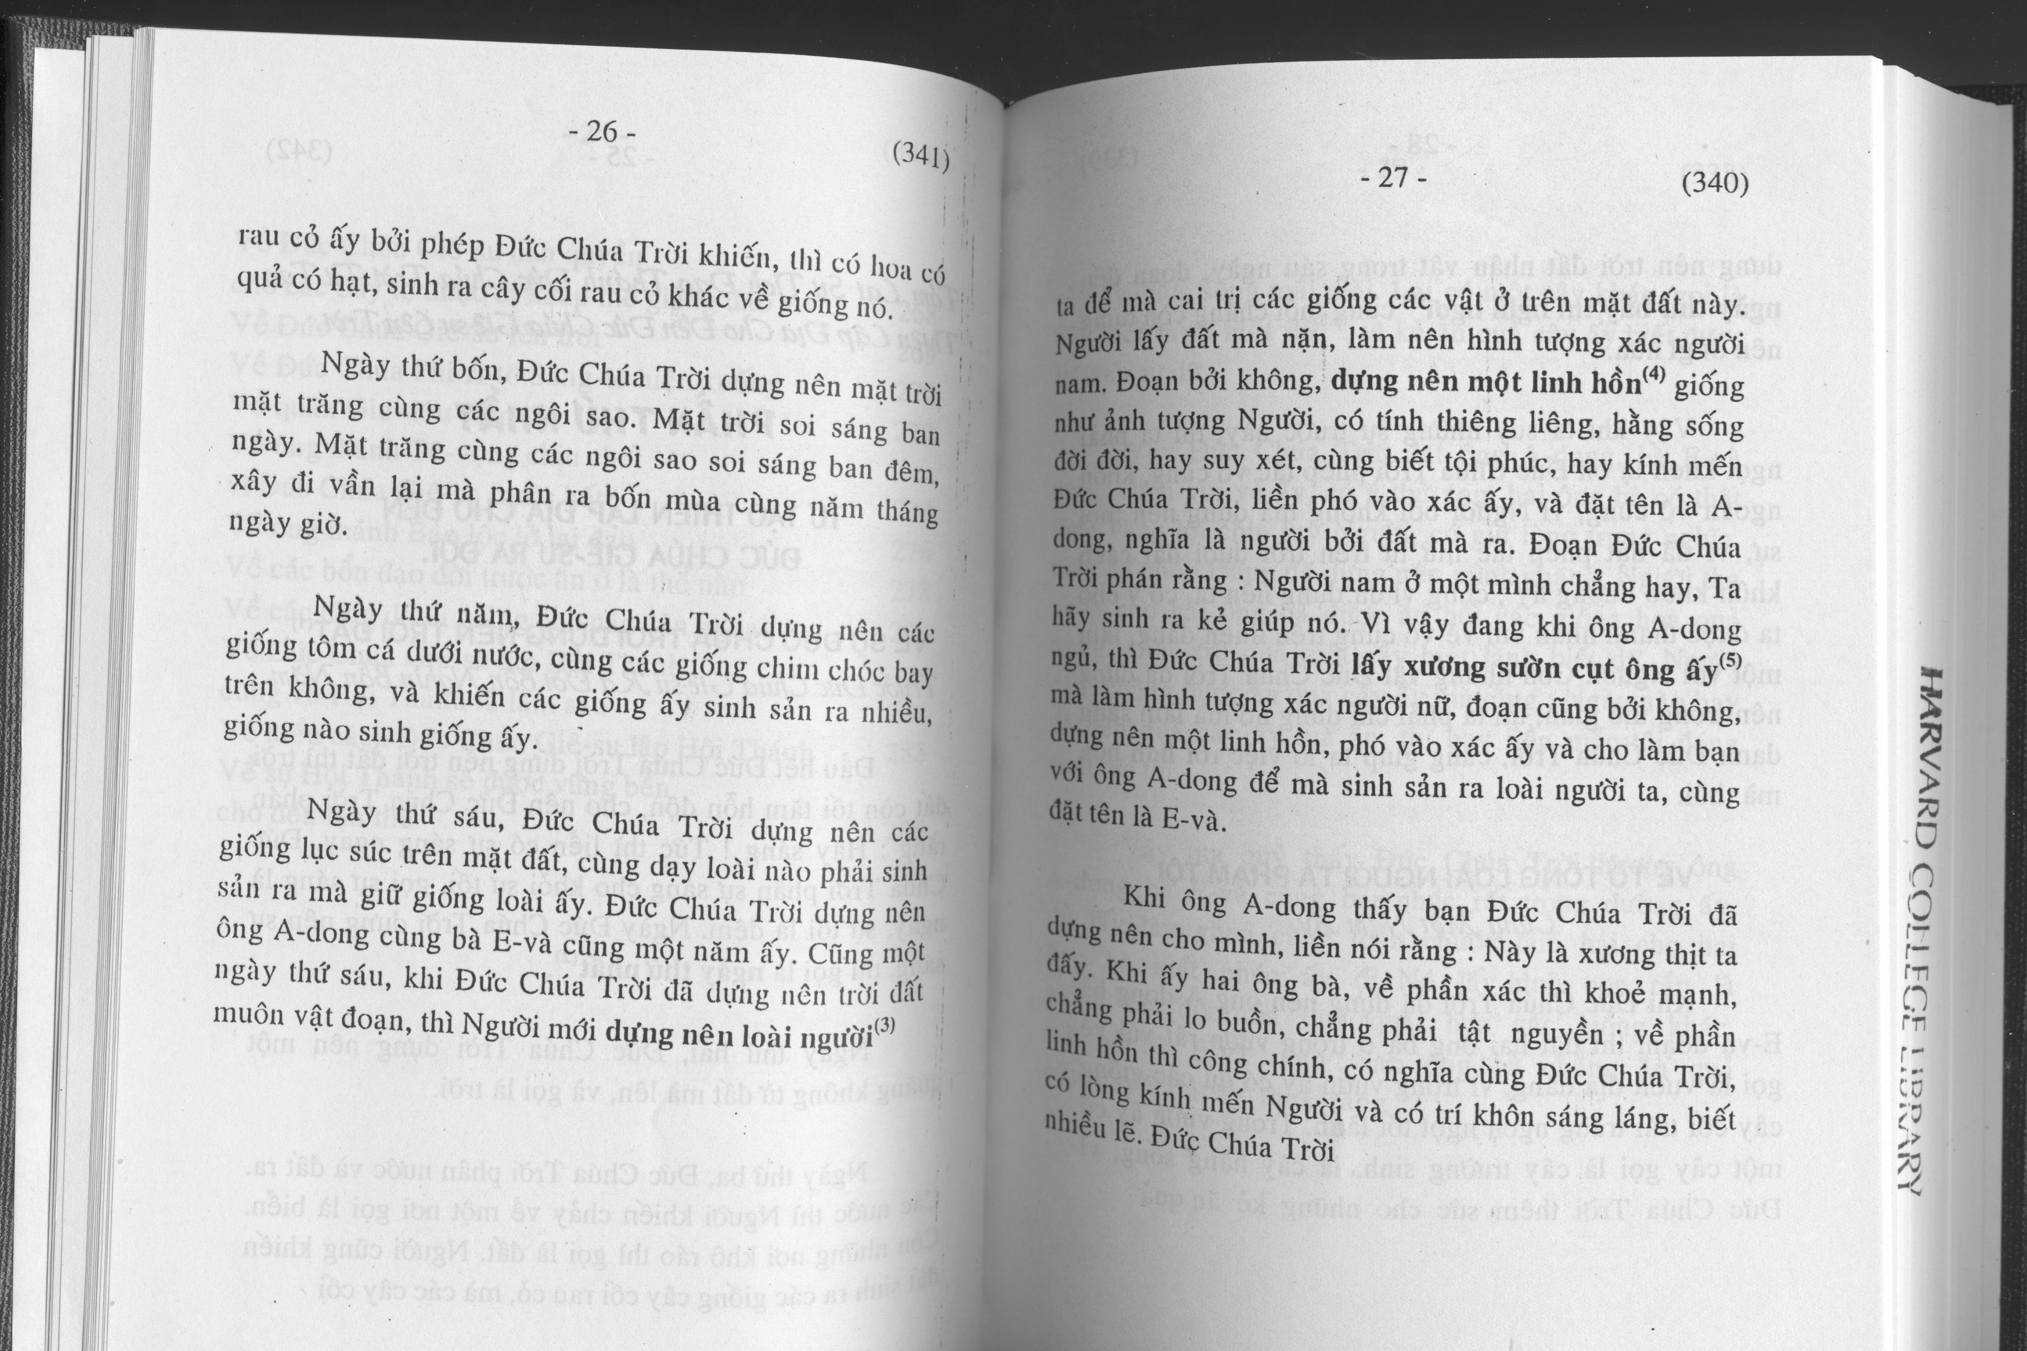 - 26 -
(341)
rau cỏ ấy bởi phép Đức Chúa Trời khiến, thì có hoa có
quả có hạt, sinh ra cây cối rau cỏ khác về giống nó.
Ngày thứ bốn, Đức Chúa Trời dựng nên mặt trời
mặt trăng cùng các ngôi sao. Mặt trời soi sáng ban
ngày. Mặt trăng cùng các ngôi sao soi sáng ban đêm,
xây đi vần lại mà phân ra bốn mùa cùng năm tháng
ngày giờ.
Ngày thứ năm, Đức Chúa Trời dựng nên các
giống tôm cá dưới nước, cùng các giống chim chóc bay
trên không, và khiến các giống ấy sinh sản ra nhiều,
giống nào sinh giống ấy.
Ngày thứ sáu, Đức Chúa Trời dựng nên các
giống lục súc trên mặt đất, cùng dạy loài nào phải sinh
sản ra mà giữ giống loài ấy. Đức Chúa Trời dựng nên
ông A-dong cùng bà E-và cũng một năm ấy. Cũng một
ngày thứ sáu, khi Đức Chúa Trời đã dựng nên trời đất
muôn vật đoạn, thì Người mới dựng nên loài người(3)
- 27 -
(340)
ta để mà cai trị các giống các vật ở trên mặt đất này.
Người lấy đất mà nặn, làm nên hình tượng xác người
nam. Đoạn bởi không, dựng nên một linh hồn(4) giống
như ảnh tượng Người, có tính thiêng liêng, hằng sống
đời đời, hay suy xét, cùng biết tội phúc, hay kính mến
Đức Chúa Trời, liền phó vào xác ấy, và đặt tên là A-
dong, nghĩa là người bởi đất mà ra. Đoạn Đức Chúa
Trời phán rằng : Người nam ở một mình chẳng hay, Ta
hãy sinh ra kẻ giúp nó. Vì vậy đang khi ông A-dong
ngủ, thì Đức Chúa Trời lấy xương sườn cụt ông ấy(5)
mà làm hình tượng xác người nữ, đoạn cũng bởi không,
dựng nên một linh hồn, phó vào xác ấy và cho làm bạn
với ông A-dong để mà sinh sản ra loài người ta, cùng
đặt tên là E-và.
Khi ông A-dong thấy bạn Đức Chúa Trời đã
dựng nên cho mình, liền nói rằng : Này là xương thịt ta
đấy. Khi ấy hai ông bà, về phần xác thì khoẻ mạnh,
chẳng phải lo buồn, chẳng phải tật nguyền ; về phần
linh hồn thì công chính, có nghĩa cùng Đức Chúa Trời,
có lòng kính mến Người và có trí khôn sáng láng, biết
nhiều lẽ. Đức Chúa Trời
HARVARD COLLEGE LIBRARY